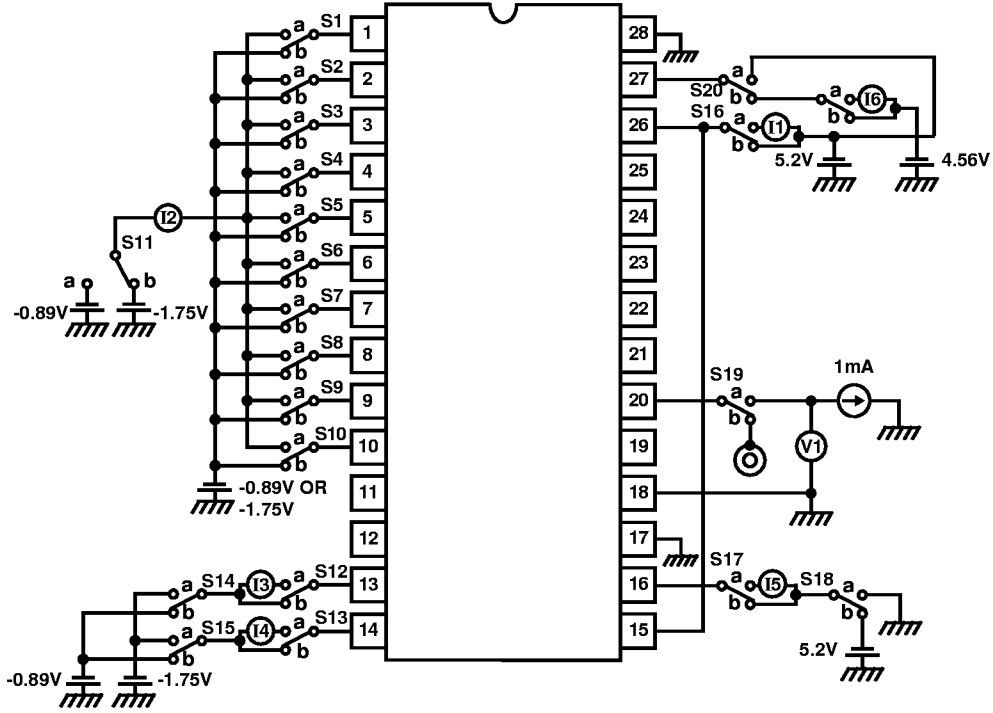 a S1 1
b
a S2 2
b
a S3 3
b
a S4 4
b
a S5 5
b
a S6 6
b
a S7 7
b
a S8 8
b
a S9 9
b
a S10 10
b
I2
S11
a b
-0.89V -1.75V
-0.89V OR
-1.75V
11
12
a S14 I3 a S12 13
b b
a S15 I4 a S13 14
b b
-0.89V -1.75V
28
27 a
S20 b a I6
b
26 S16 a I1
b
5.2V 4.56V
25
24
23
22
21
20 S19 a 1mA
b
V1
19
18
17
16 S17 a I5 S18 a
b b
15
5.2V